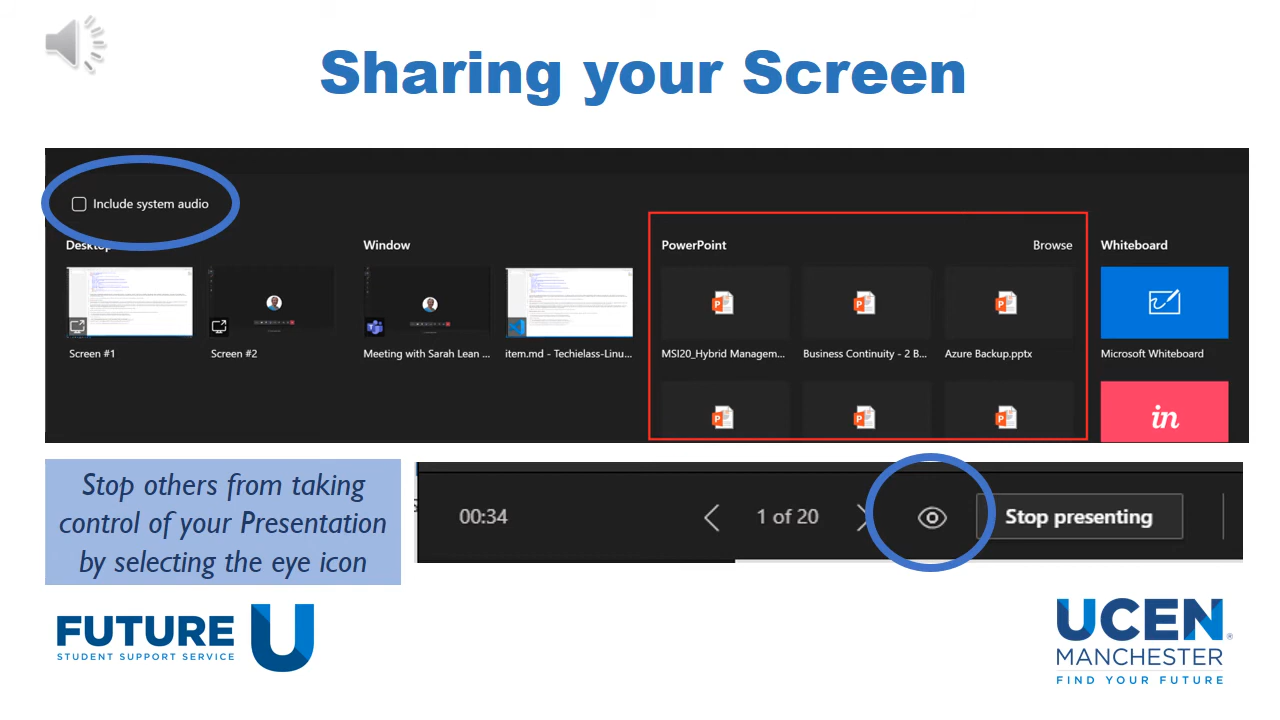 Sharing your Screen
Include system audio
Desktop
Window
PowerPoint
Browse
Whiteboard
Screen #1
Screen #2
Meeting with Sarah Lean ...
item.md - Techielass-Linu...
MSI20_Hybrid Managem...
Business Continuity - 2 B...
Azure Backup.pptx
Microsoft Whiteboard
in
Stop others from taking
control of your Presentation
by selecting the eye icon
00:34
1 of 20
Stop presenting
FUTURE U
STUDENT SUPPORT SERVICE
UCEN
MANCHESTER
FIND YOUR FUTURE